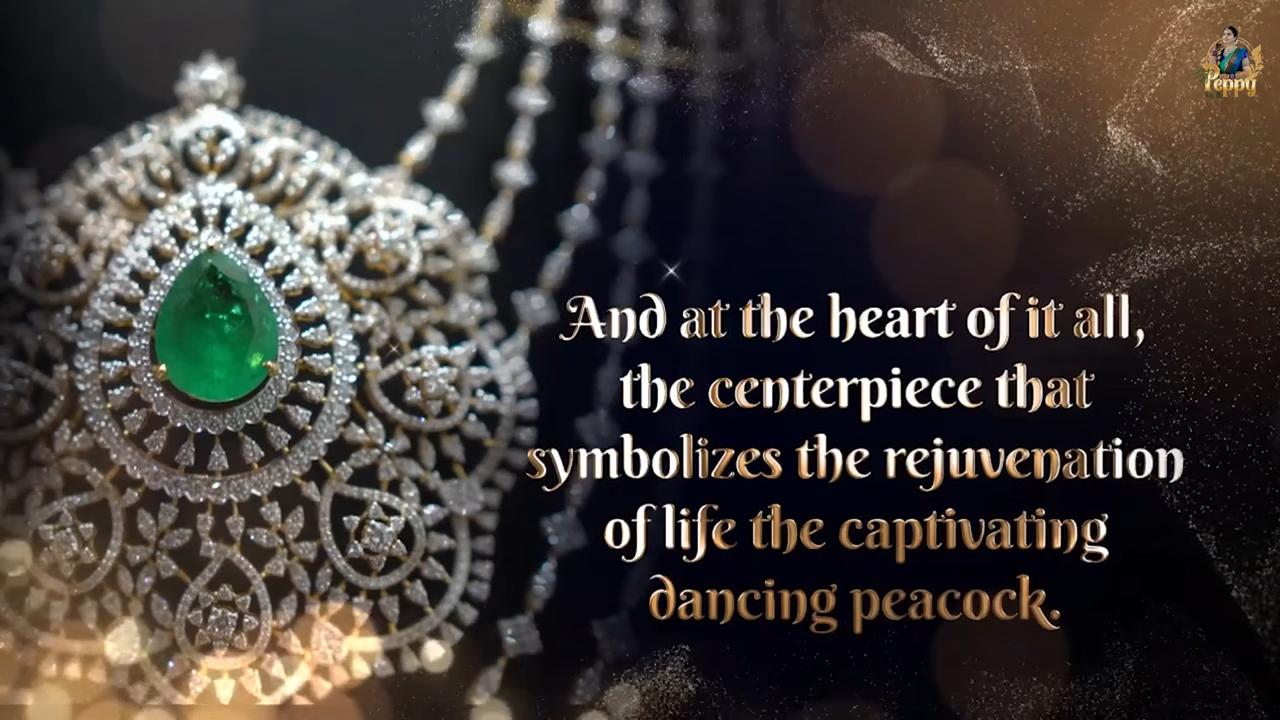 Peppy
And at the heart of it all,
the centerpiece that
symbolizes the rejuvenation
of life the captivating
dancing peacock.